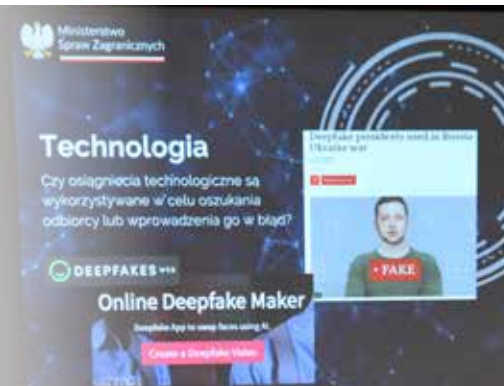 Ministerstwo
Spraw Zagranicznych
Technologia
Czy osiągnięcia technologiczne są
wykorzystywane w celu oszukania
odbiorcy lub wprowadzenia go w błąd?
Deepfake presidents used in Russia-
Ukraine war
FAKE
DEEPFAKES WEB
Online Deepfake Maker
Deepfake App to swap faces using AI.
Create a Deepfake Video